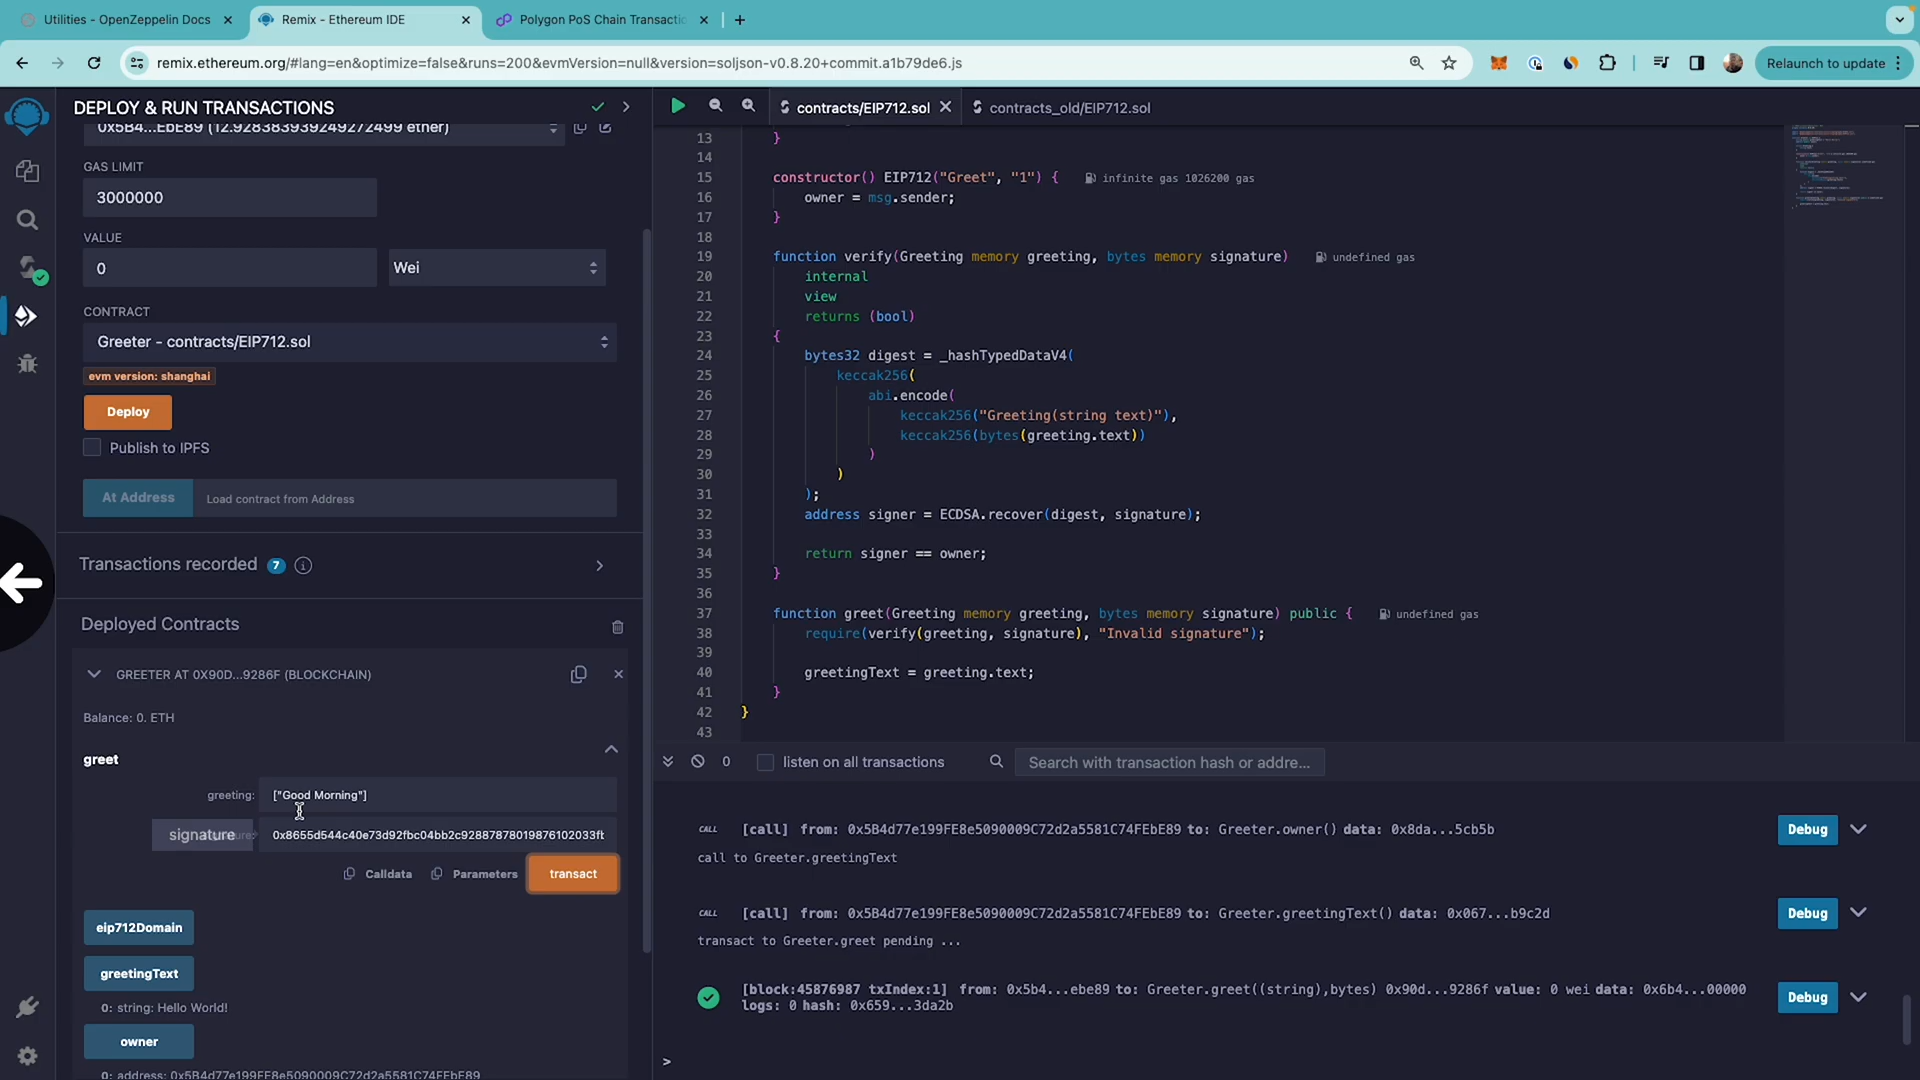 Utilities - OpenZeppelin Docs
Remix - Ethereum IDE
Polygon PoS Chain Transactio
remix.ethereum.org/#lang=en&optimize=false&runs=200&evmVersion=null&version=soljson-v0.8.20+commit.a1b79de6.js
Relaunch to update
DEPLOY & RUN TRANSACTIONS
0x5B4...EbE89 (12.928383939249272499 ether)
GAS LIMIT
3000000
VALUE
0
Wei
CONTRACT
Greeter - contracts/EIP712.sol
evm version: shanghai
Deploy
Publish to IPFS
At Address
Load contract from Address
Transactions recorded 7 i
Deployed Contracts
GREETER AT 0X90D...9286F (BLOCKCHAIN)
Balance: 0. ETH
greet
greeting: ["Good Morning"]
signature 0x8655d544c40e73d92fbc04bb2c92887878019876102033fb
Calldata Parameters transact
eip712Domain
greetingText
0: string: Hello World!
owner
0: address: 0x5B4d77e199FE8e5090009C72d2a5581C74FEbE89
contracts/EIP712.sol
contracts_old/EIP712.sol
13 }
14
15 constructor() EIP712("Greet", "1") { infinite gas 1026200 gas
16 owner = msg.sender;
17 }
18
19 function verify(Greeting memory greeting, bytes memory signature) undefined gas
20 internal
21 view
22 returns (bool)
23 {
24 bytes32 digest = _hashTypedDataV4(
25 keccak256(
26 abi.encode(
27 keccak256("Greeting(string text)"),
28 keccak256(bytes(greeting.text))
29 )
30 )
31 );
32 address signer = ECDSA.recover(digest, signature);
33
34 return signer == owner;
35 }
36
37 function greet(Greeting memory greeting, bytes memory signature) public { undefined gas
38 require(verify(greeting, signature), "Invalid signature");
39
40 greetingText = greeting.text;
41 }
42 }
43
0 listen on all transactions Search with transaction hash or addre...
CALL [call] from: 0x5B4d77e199FE8e5090009C72d2a5581C74FEbE89 to: Greeter.owner() data: 0x8da...5cb5b Debug
call to Greeter.greetingText
CALL [call] from: 0x5B4d77e199FE8e5090009C72d2a5581C74FEbE89 to: Greeter.greetingText() data: 0x067...b9c2d Debug
transact to Greeter.greet pending ...
[block:45876987 txIndex:1] from: 0x5b4...ebe89 to: Greeter.greet((string),bytes) 0x90d...9286f value: 0 wei data: 0x6b4...00000 Debug
logs: 0 hash: 0x659...3da2b
>